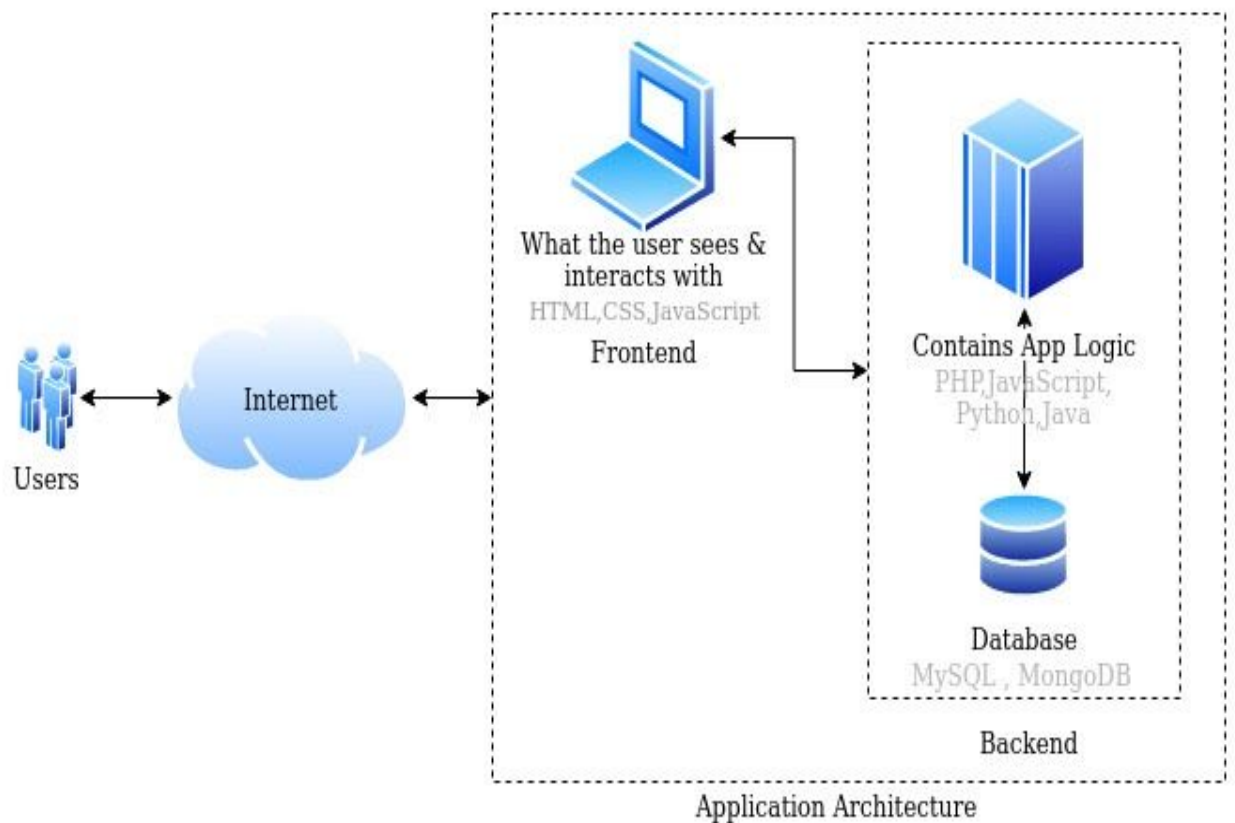 Users
Internet
What the user sees &
interacts with
HTML,CSS,JavaScript
Frontend
Contains App Logic
PHP,JavaScript,
Python,Java
Database
MySQL , MongoDB
Backend
Application Architecture